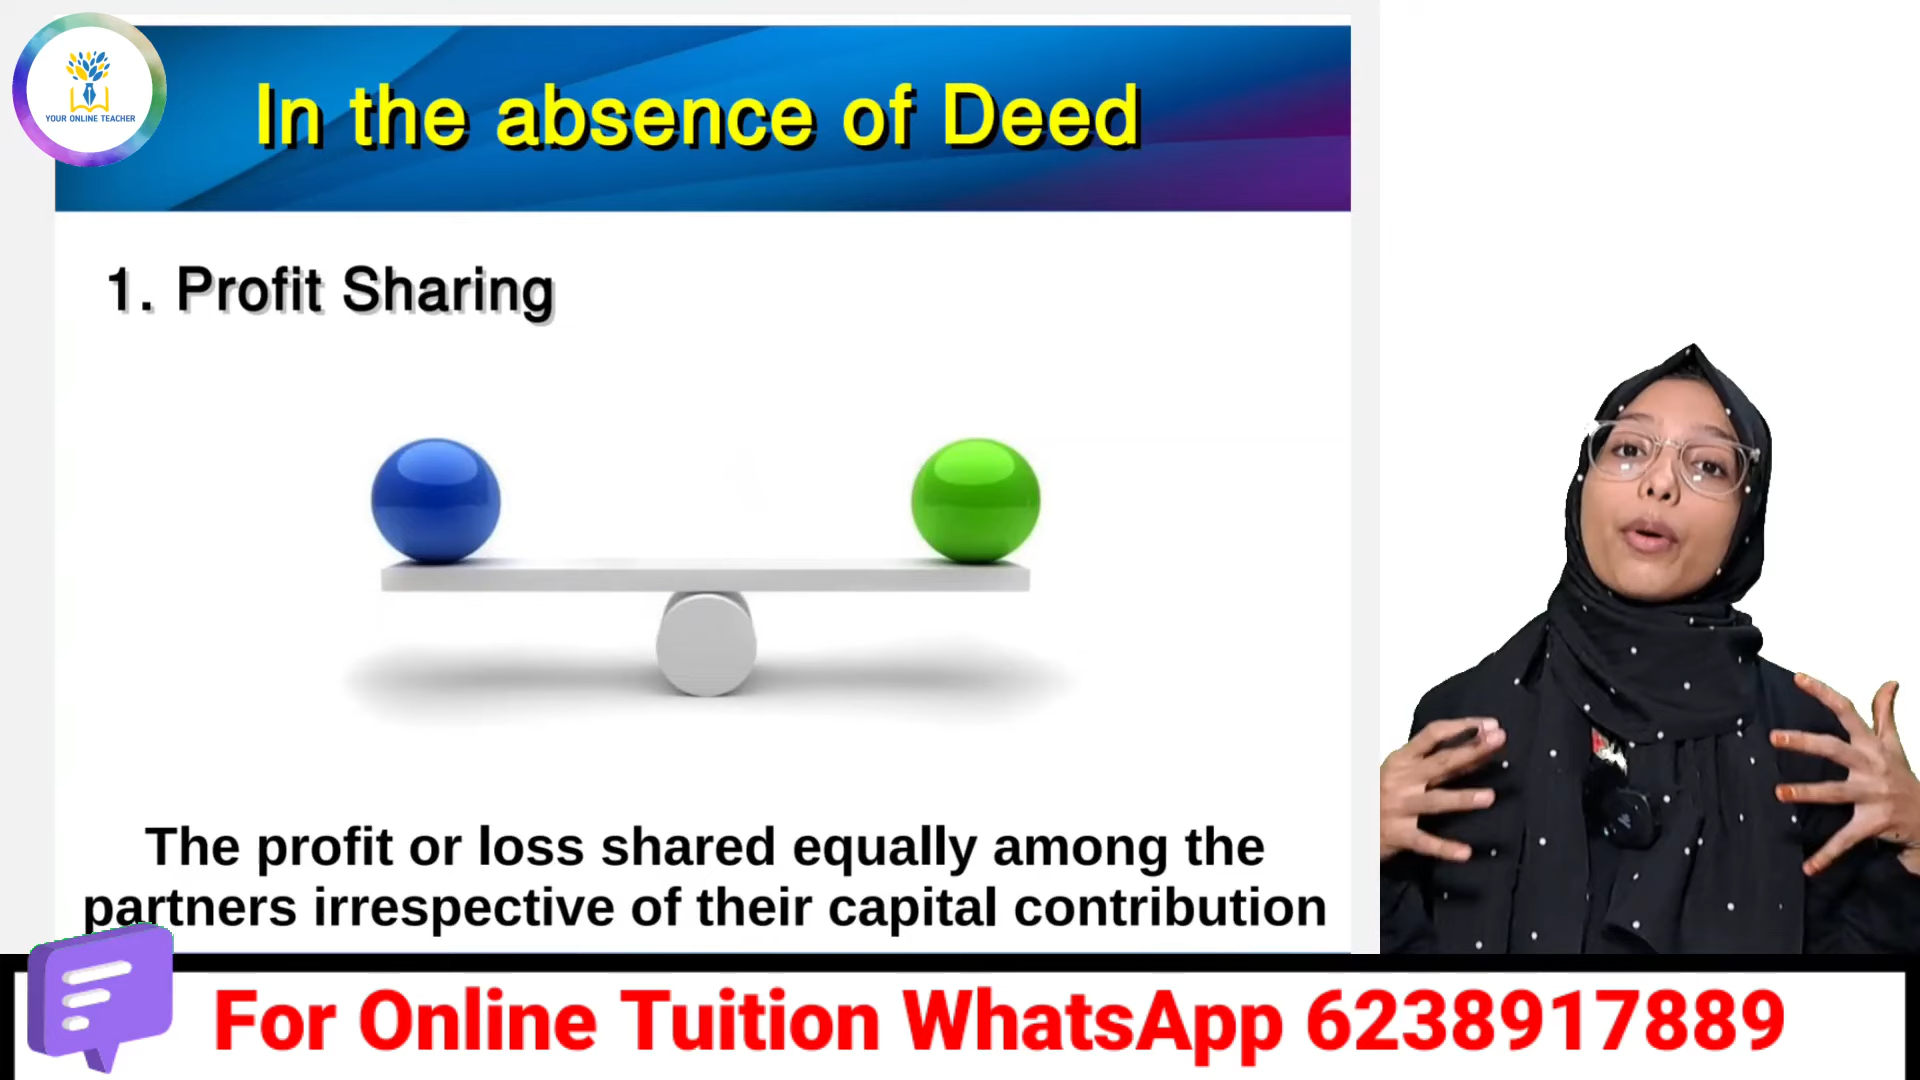 YOUR ONLINE TEACHER
In the absence of Deed
1. Profit Sharing
The profit or loss shared equally among the
partners irrespective of their capital contribution
For Online Tuition WhatsApp 6238917889